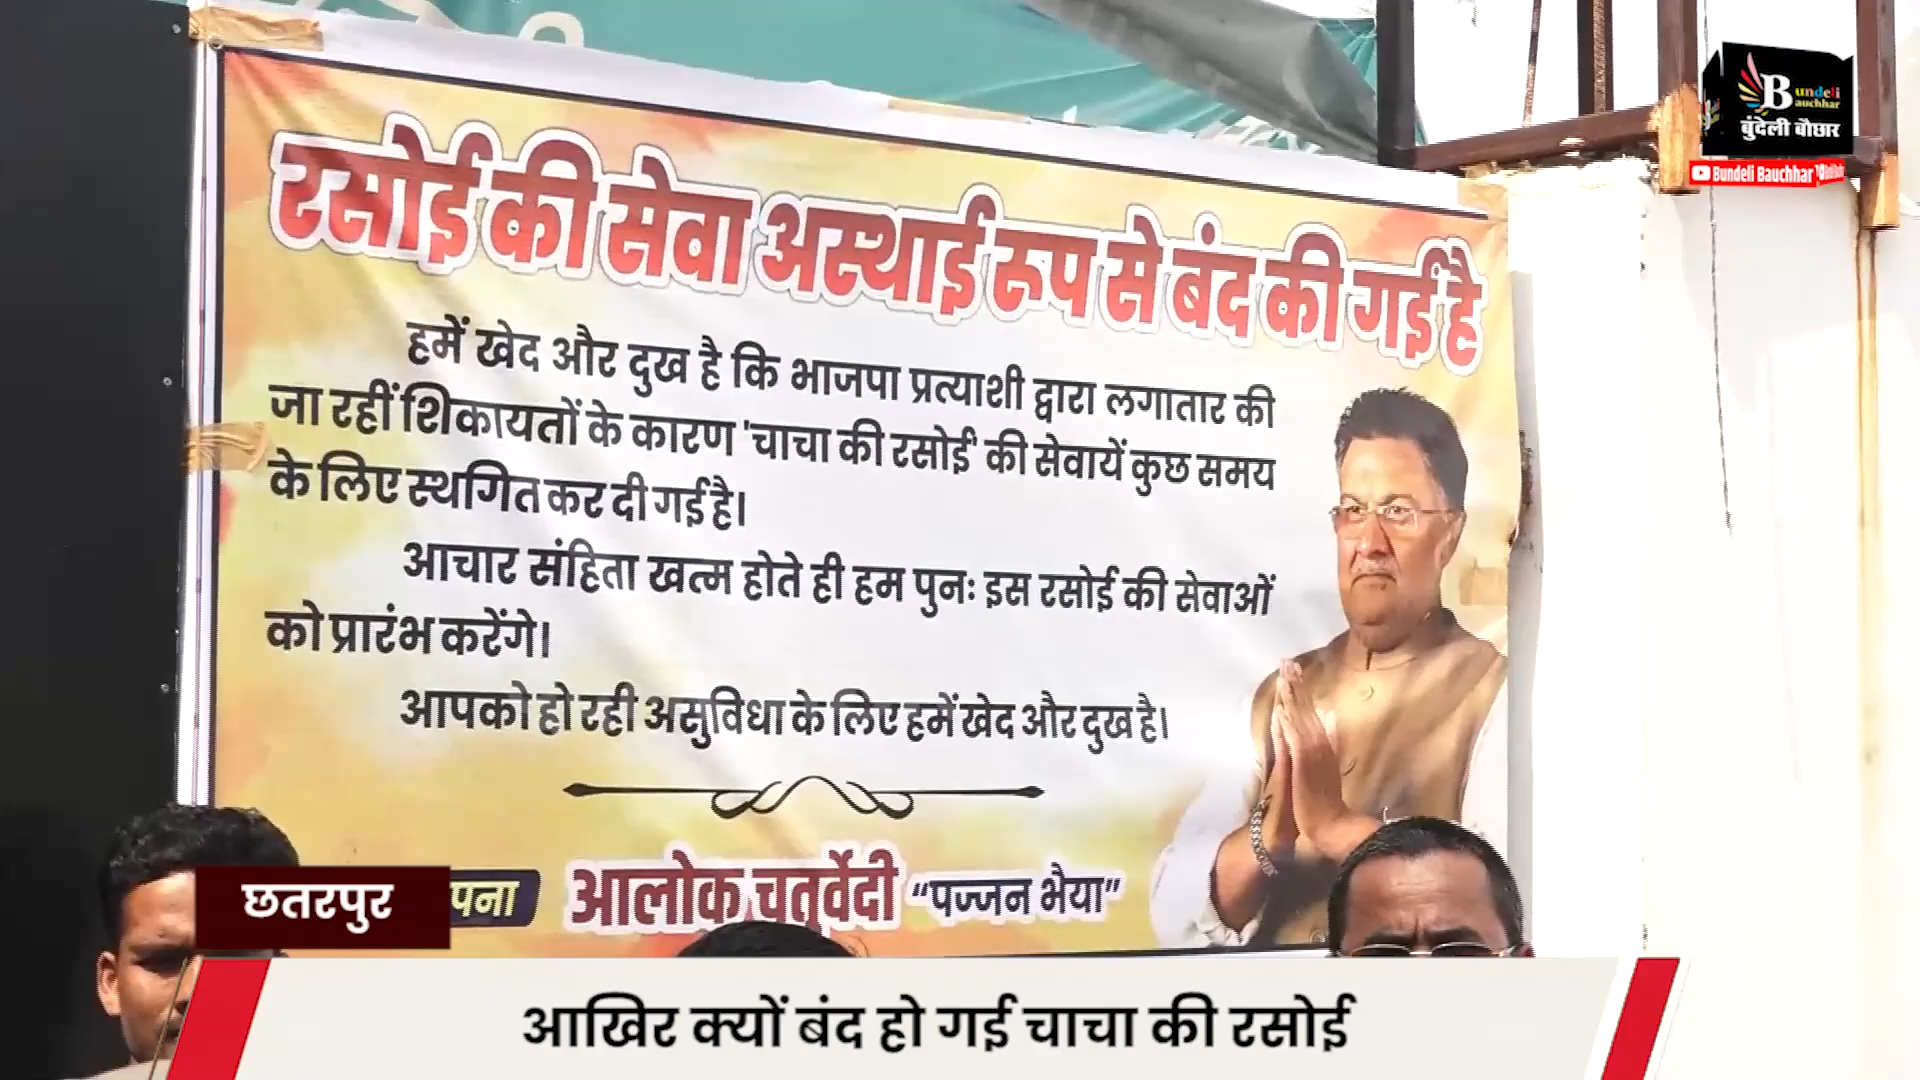 Bundeli
Bauchhar
बुंदेली बौछार
Bundeli Bauchhar
रसोई की सेवा अस्थाई रूप से बंद की गई है
हमें खेद और दुख है कि भाजपा प्रत्याशी द्वारा लगातार की
जा रहीं शिकायतों के कारण 'चाचा की रसोई' की सेवायें कुछ समय
के लिए स्थगित कर दी गई है।
आचार संहिता खत्म होते ही हम पुनः इस रसोई की सेवाओं
को प्रारंभ करेंगे।
आपको हो रही असुविधा के लिए हमें खेद और दुख है।
पना आलोक चतुर्वेदी “पज्जन भैया”
छतरपुर
आखिर क्यों बंद हो गई चाचा की रसोई